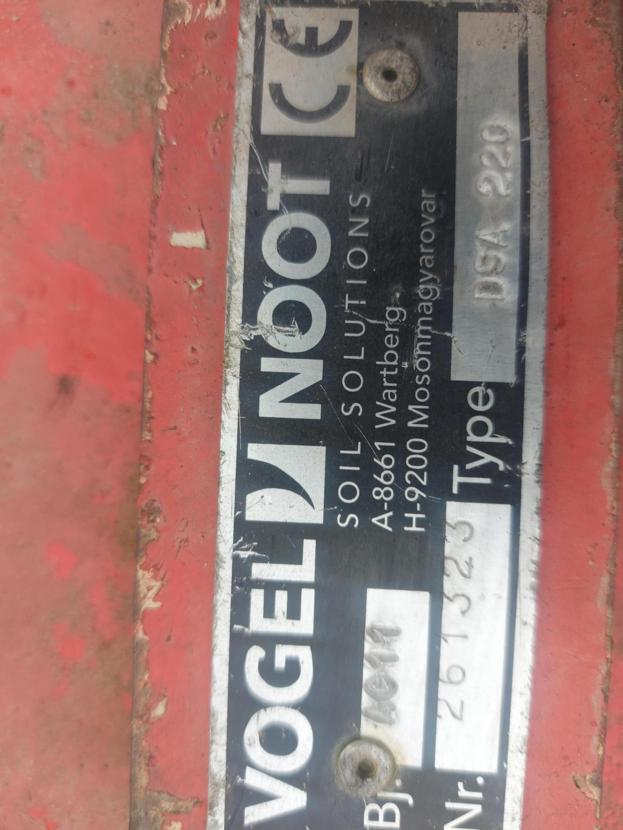 VOGEL NOOT CE
SOIL SOLUTIONS
A-8661 Wartberg
H-9200 Mosonmagyarovar
Bj.
Nr. 261323 Type DSA 220